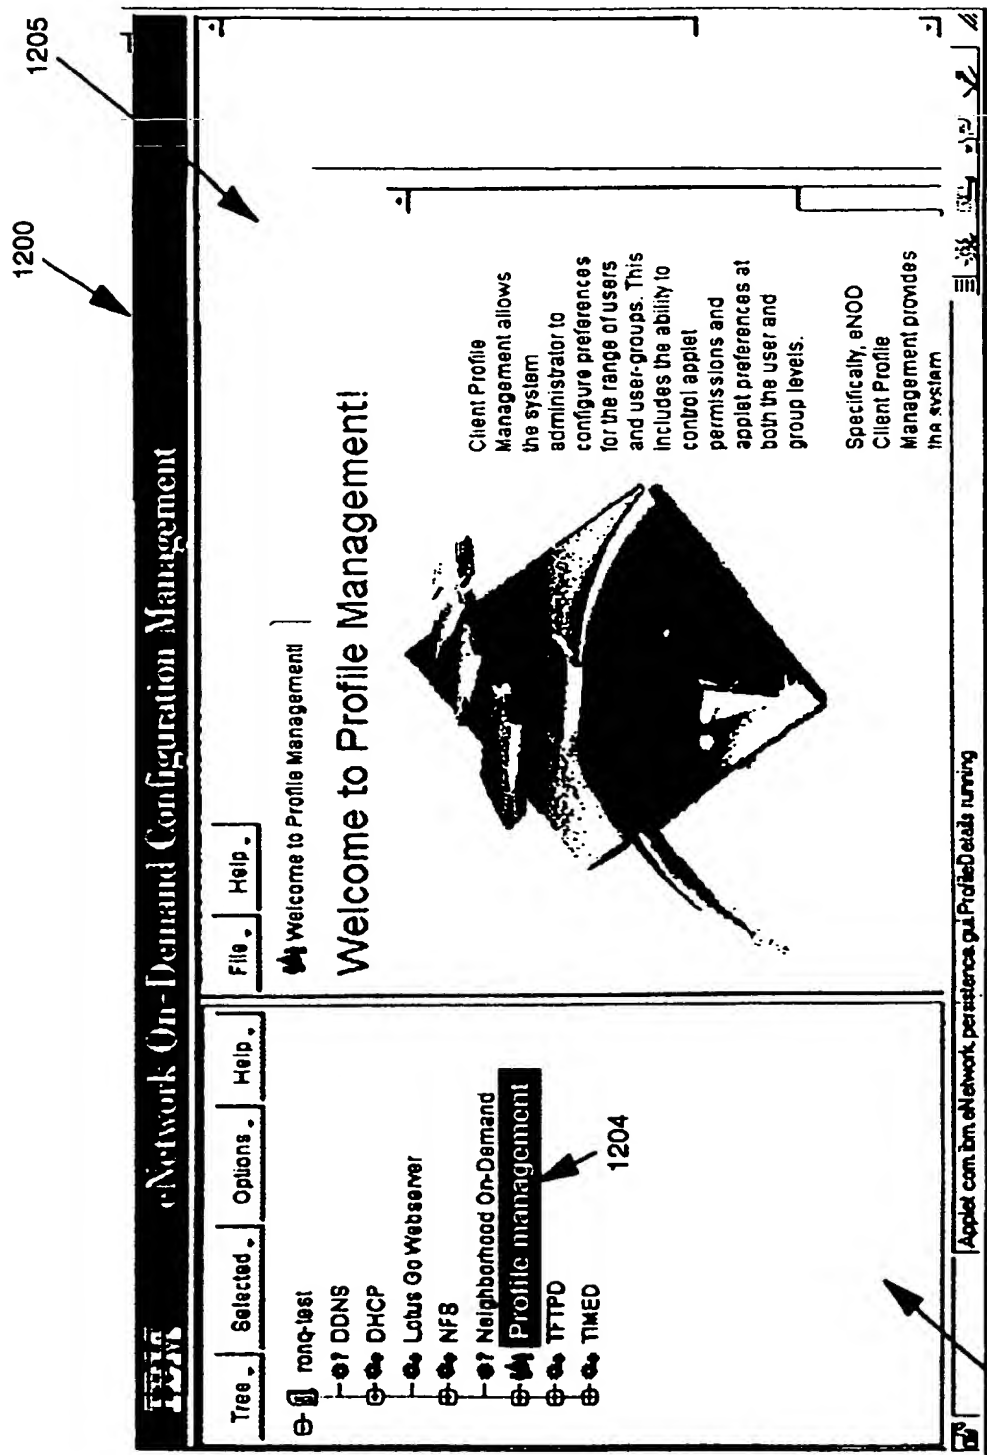 1200
1205
IBM
eNetwork On-Demand Configuration Management
Tree Selected Options Help
rong-test
? DDNS
DHCP
Lotus Go Webserver
NFS
? Neighborhood On-Demand
Profile management
TFTPD
TIMED
1204
File Help
Welcome to Profile Management!
Welcome to Profile Management!
Client Profile
Management allows
the system
administrator to
configure preferences
for the range of users
and user-groups. This
includes the ability to
control applet
permissions and
applet preferences at
both the user and
group levels.
Specifically, eNOD
Client Profile
Management provides
the system
Applet com.ibm.eNetwork.persistence.gui.ProfileDetails running